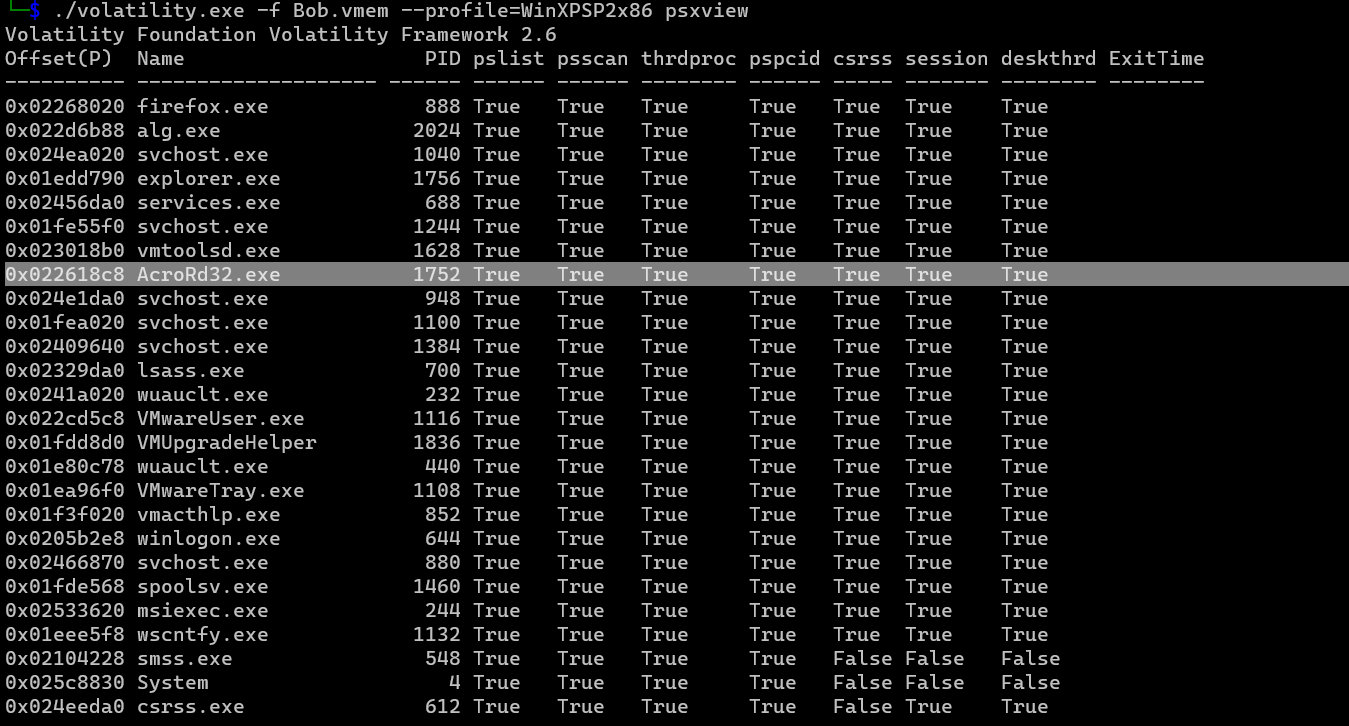 └─$ ./volatility.exe -f Bob.vmem --profile=WinXPSP2x86 psxview
Volatility Foundation Volatility Framework 2.6
Offset(P)  Name                    PID pslist psscan thrdproc pspcid csrss session deskthrd ExitTime
---------- -------------------- ------ ------ ------ -------- ------ ----- ------- -------- --------
0x02268020 firefox.exe             888 True   True   True     True   True  True    True
0x022d6b88 alg.exe                2024 True   True   True     True   True  True    True
0x024ea020 svchost.exe            1040 True   True   True     True   True  True    True
0x01edd790 explorer.exe           1756 True   True   True     True   True  True    True
0x02456da0 services.exe            688 True   True   True     True   True  True    True
0x01fe55f0 svchost.exe            1244 True   True   True     True   True  True    True
0x023018b0 vmtoolsd.exe           1628 True   True   True     True   True  True    True
0x022618c8 AcroRd32.exe           1752 True   True   True     True   True  True    True
0x024e1da0 svchost.exe             948 True   True   True     True   True  True    True
0x01fea020 svchost.exe            1100 True   True   True     True   True  True    True
0x02409640 svchost.exe            1384 True   True   True     True   True  True    True
0x02329da0 lsass.exe               700 True   True   True     True   True  True    True
0x0241a020 wuauclt.exe             232 True   True   True     True   True  True    True
0x022cd5c8 VMwareUser.exe         1116 True   True   True     True   True  True    True
0x01fdd8d0 VMUpgradeHelper        1836 True   True   True     True   True  True    True
0x01e80c78 wuauclt.exe             440 True   True   True     True   True  True    True
0x01ea96f0 VMwareTray.exe         1108 True   True   True     True   True  True    True
0x01f3f020 vmacthlp.exe            852 True   True   True     True   True  True    True
0x0205b2e8 winlogon.exe            644 True   True   True     True   True  True    True
0x02466870 svchost.exe             880 True   True   True     True   True  True    True
0x01fde568 spoolsv.exe            1460 True   True   True     True   True  True    True
0x02533620 msiexec.exe             244 True   True   True     True   True  True    True
0x01eee5f8 wscntfy.exe            1132 True   True   True     True   True  True    True
0x02104228 smss.exe                548 True   True   True     True   False False   False
0x025c8830 System                    4 True   True   True     True   False False   False
0x024eeda0 csrss.exe               612 True   True   True     True   False True    True